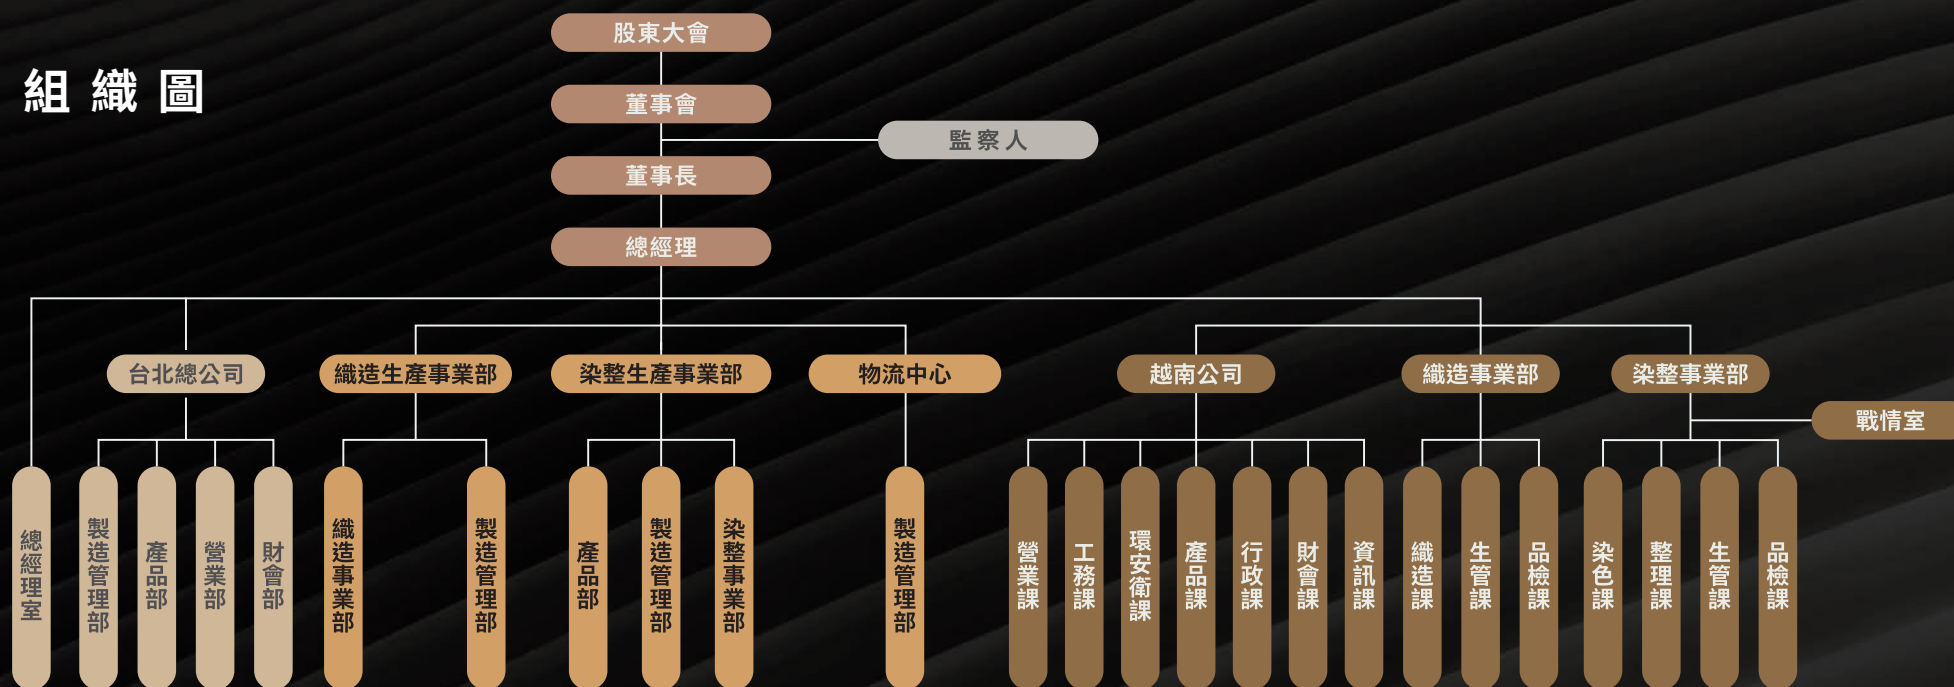 組織圖
股東大會
董事會
監察人
董事長
總經理
台北總公司
織造生產事業部
染整生產事業部
物流中心
越南公司
織造事業部
染整事業部
戰情室
總經理室
製造管理部
產品部
營業部
財會部
織造事業部
製造管理部
產品部
製造管理部
染整事業部
製造管理部
營業課
工務課
環安衛課
產品課
行政課
財會課
資訊課
織造課
生管課
品檢課
染色課
整理課
生管課
品檢課